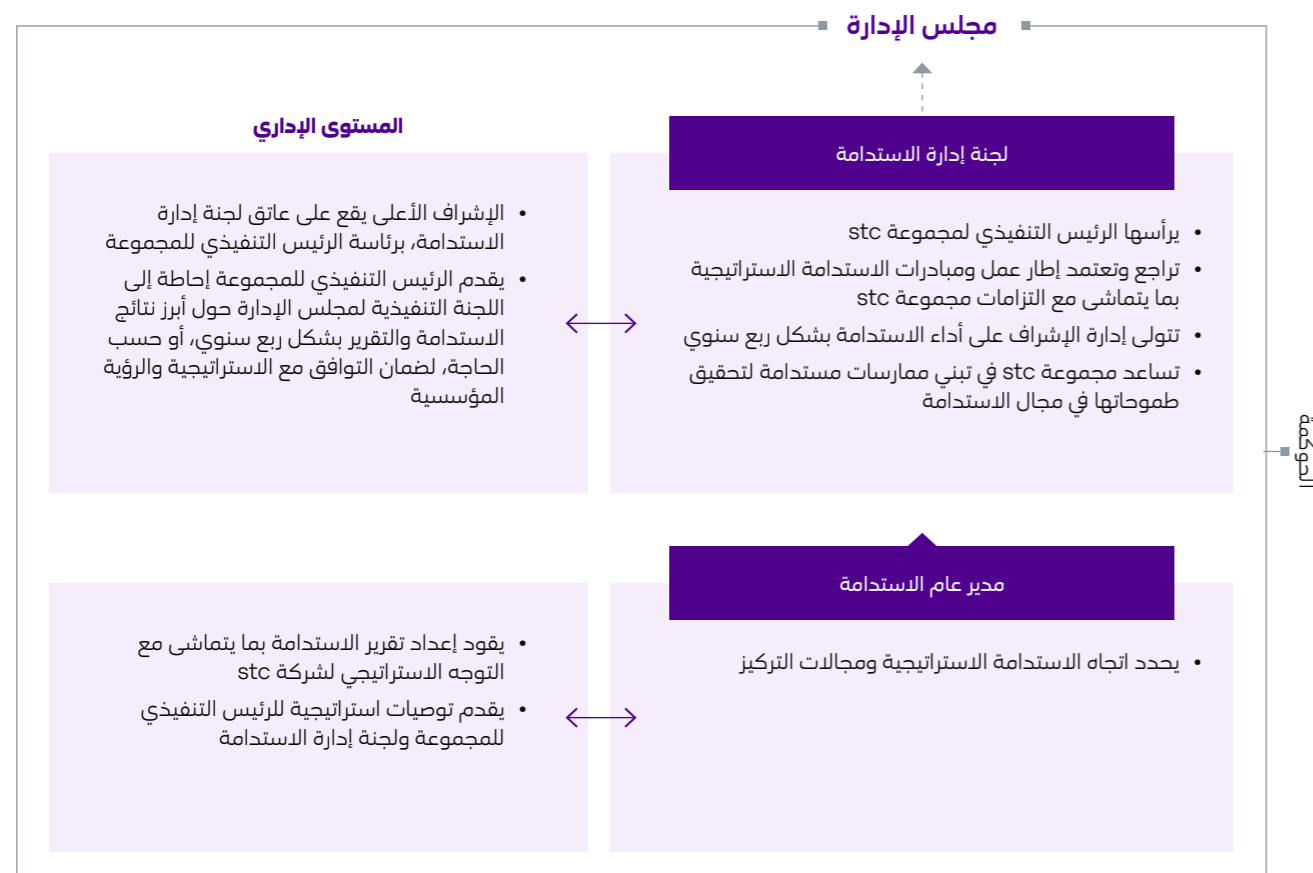 مجلس الإدارة
لجنة إدارة الاستدامة
• يرأسها الرئيس التنفيذي لمجموعة stc
• تراجع وتعتمد إطار عمل ومبادرات الاستدامة الاستراتيجية
بما يتماشى مع التزامات مجموعة stc
• تتولى إدارة الإشراف على أداء الاستدامة بشكل ربع سنوي
• تساعد مجموعة stc في تبني ممارسات مستدامة لتحقيق
طموحاتها في مجال الاستدامة
المستوى الإداري
• الإشراف الأعلى يقع على عاتق لجنة إدارة
الاستدامة، برئاسة الرئيس التنفيذي للمجموعة
• يقدم الرئيس التنفيذي للمجموعة إحاطة إلى
اللجنة التنفيذية لمجلس الإدارة حول أبرز نتائج
الاستدامة والتقرير بشكل ربع سنوي، أو حسب
الحاجة، لضمان التوافق مع الاستراتيجية والرؤية
المؤسسية
مدير عام الاستدامة
• يحدد اتجاه الاستدامة الاستراتيجية ومجالات التركيز
• يقود إعداد تقرير الاستدامة بما يتماشى مع
التوجه الاستراتيجي لشركة stc
• يقدم توصيات استراتيجية للرئيس التنفيذي
للمجموعة ولجنة إدارة الاستدامة
الحوكمة